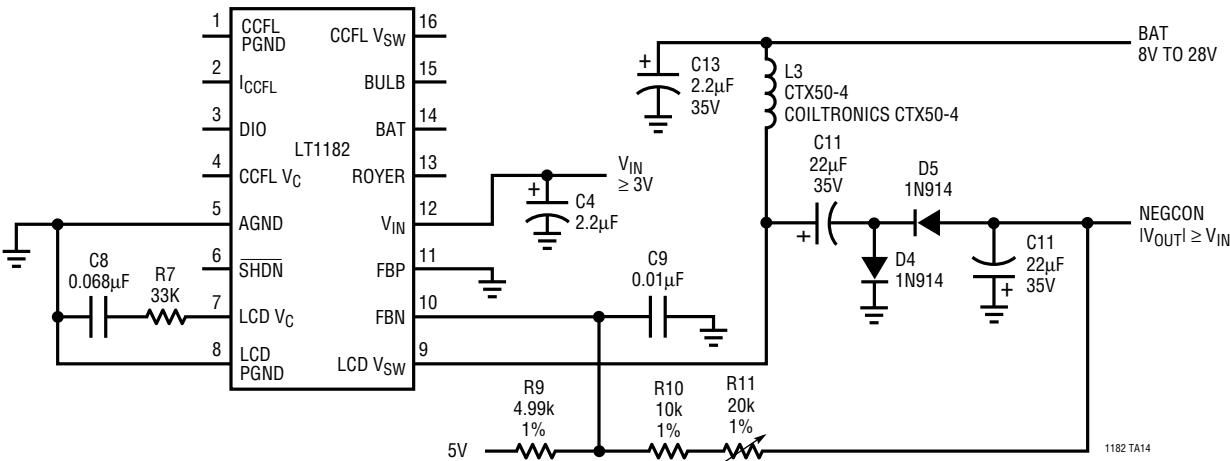 1
CCFL
PGND
2
ICCFL
3
DIO
4
CCFL VC
5
AGND
6
SHDN
7
LCD VC
8
LCD
PGND
LT1182
CCFL VSW
16
BULB
15
BAT
14
ROYER
13
VIN
12
FBP
11
FBN
10
LCD VSW
9
C8
0.068µF
R7
33K
+
C13
2.2µF
35V
L3
CTX50-4
COILTRONICS CTX50-4
BAT
8V TO 28V
VIN
≥ 3V
+
C4
2.2µF
C11
22µF
35V
+
D5
1N914
D4
1N914
NEGCON
IVOUTI ≥ VIN
C11
22µF
35V
+
C9
0.01µF
R9
4.99k
1%
R10
10k
1%
R11
20k
1%
5V
1182 TA14